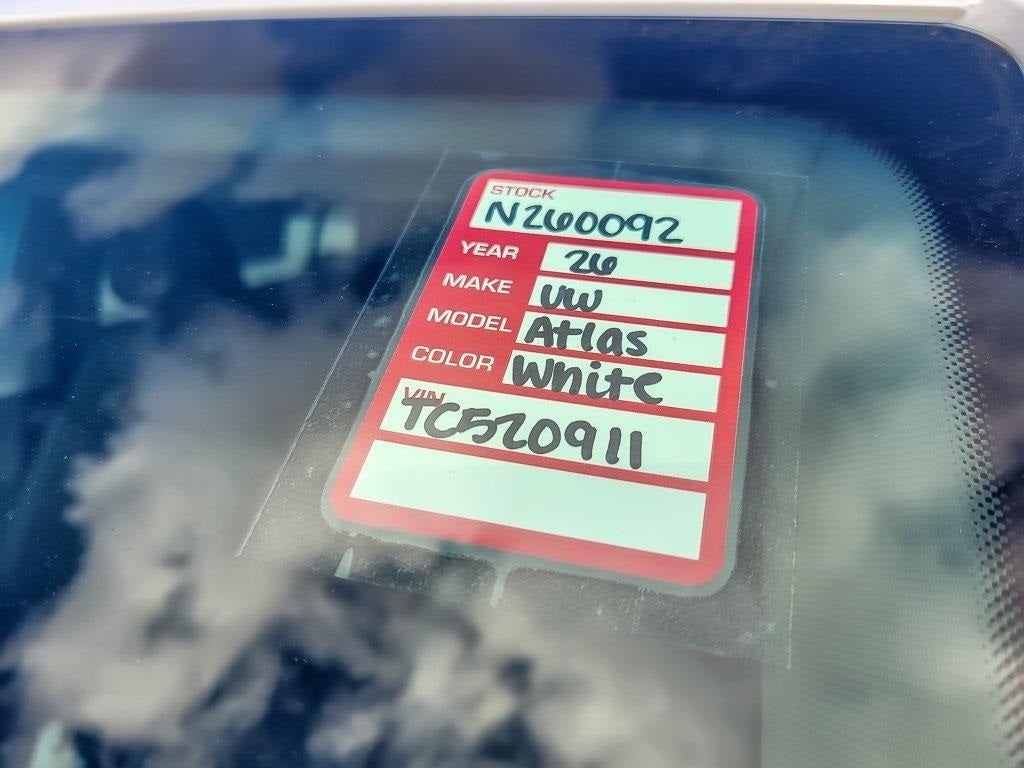 STOCK
N260092
YEAR 26
MAKE VW
MODEL Atlas
COLOR White
VIN
TC520911